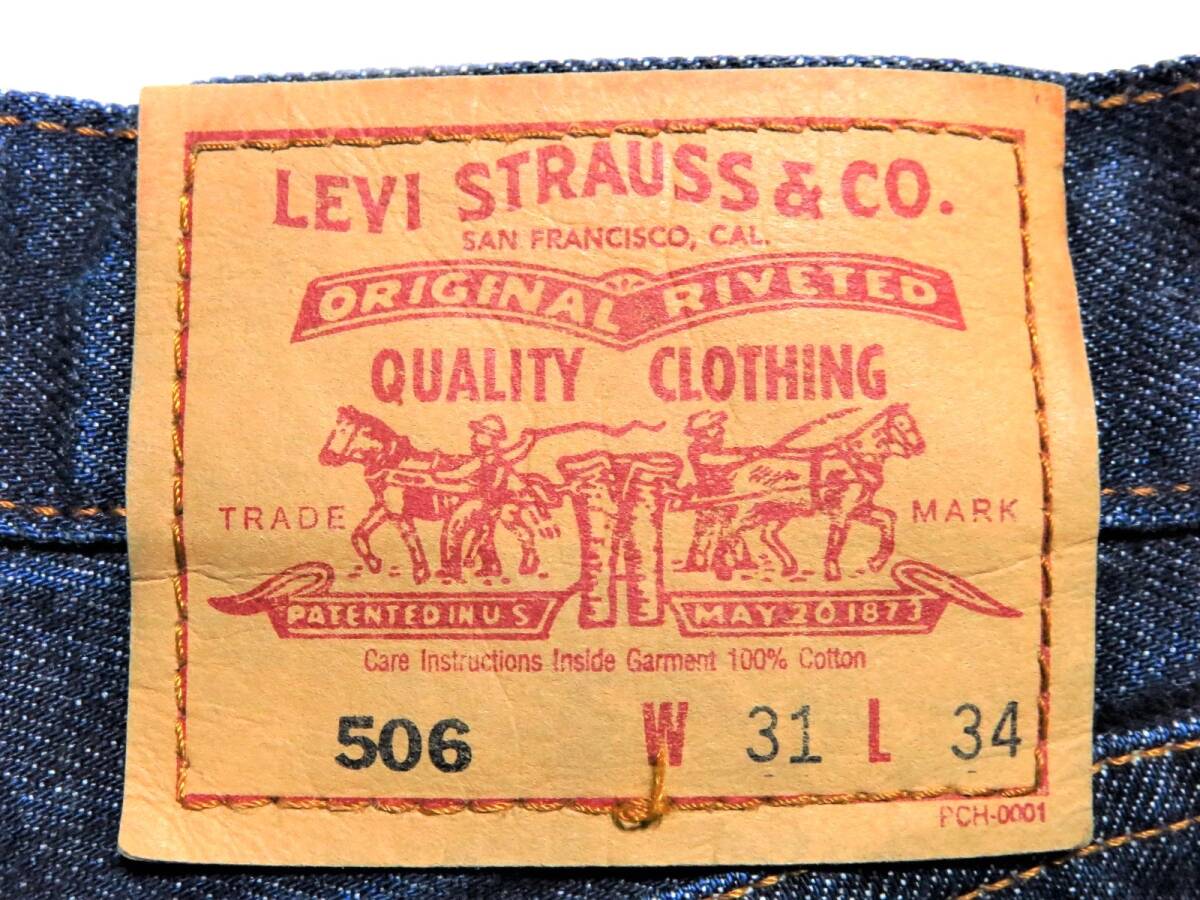 LEVI STRAUSS & CO.
SAN FRANCISCO, CAL.
ORIGINAL RIVETED
QUALITY CLOTHING
TRADE MARK
PATENTED IN U S MAY 20 1873
Care Instructions Inside Garment 100% Cotton
506 W 31 L 34
PCH-0001